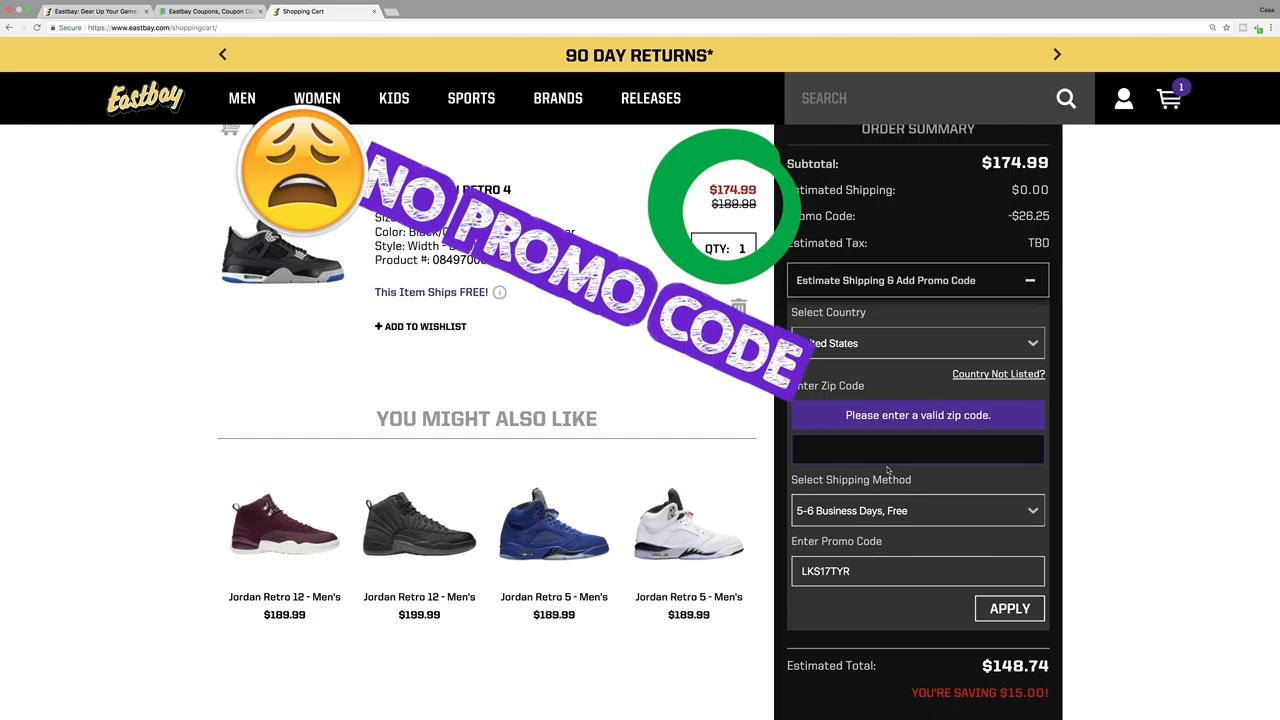 Eastbay: Gear Up Your Game
Eastbay Coupons, Coupon Co
Shopping Cart
Casa
Secure
https://www.eastbay.com/shoppingcart/
90 DAY RETURNS*
Eastbay
MEN
WOMEN
KIDS
SPORTS
BRANDS
RELEASES
SEARCH
1
NO PROMO CODE
RETRO 4
Color: Black/
Style: Width -
Product #: 0849700
This Item Ships FREE!
+ ADD TO WISHLIST
$174.99
$189.99
QTY: 1
ORDER SUMMARY
Subtotal: $174.99
stimated Shipping: $0.00
omo Code: -$26.25
stimated Tax: TBD
Estimate Shipping & Add Promo Code
Select Country
ted States
Country Not Listed?
nter Zip Code
Please enter a valid zip code.
Select Shipping Method
5-6 Business Days, Free
Enter Promo Code
LKS17TYR
APPLY
Estimated Total: $148.74
YOU'RE SAVING $15.00!
YOU MIGHT ALSO LIKE
Jordan Retro 12 - Men's
$189.99
Jordan Retro 12 - Men's
$199.99
Jordan Retro 5 - Men's
$189.99
Jordan Retro 5 - Men's
$189.99